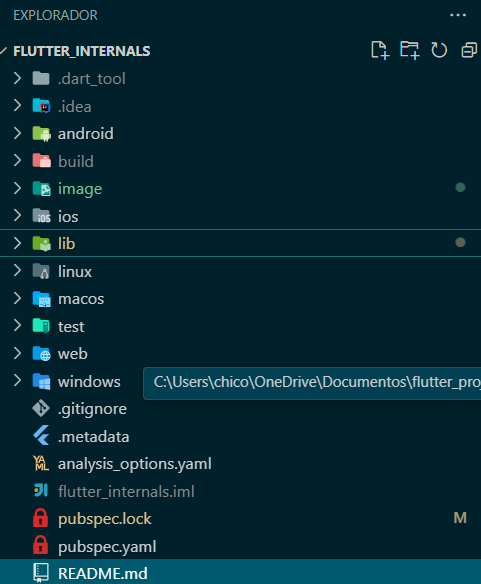 EXPLORADOR
FLUTTER_INTERNALS
.dart_tool
.idea
android
build
image
ios
lib
linux
macos
test
web
windows
C:\Users\chico\OneDrive\Documentos\flutter_pro
.gitignore
.metadata
analysis_options.yaml
flutter_internals.iml
pubspec.lock M
pubspec.yaml
README.md